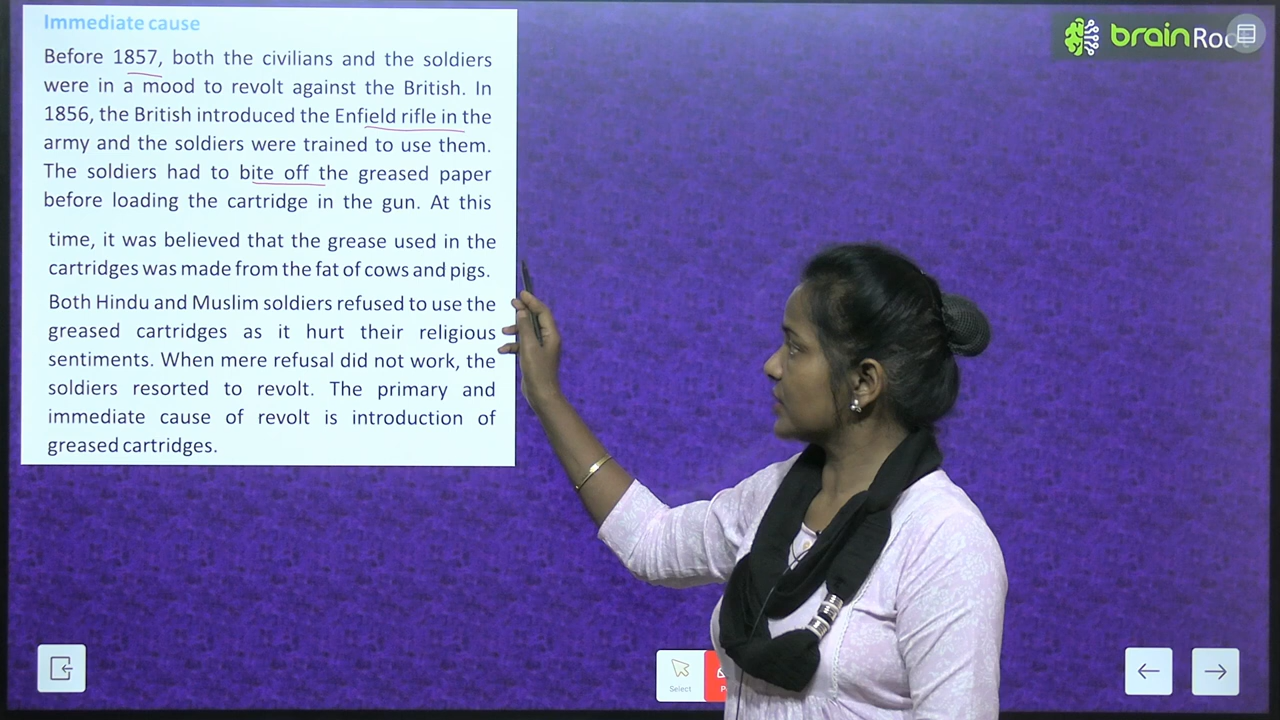 Immediate cause
Before 1857, both the civilians and the soldiers
were in a mood to revolt against the British. In
1856, the British introduced the Enfield rifle in the
army and the soldiers were trained to use them.
The soldiers had to bite off the greased paper
before loading the cartridge in the gun. At this
time, it was believed that the grease used in the
cartridges was made from the fat of cows and pigs.
Both Hindu and Muslim soldiers refused to use the
greased cartridges as it hurt their religious
sentiments. When mere refusal did not work, the
soldiers resorted to revolt. The primary and
immediate cause of revolt is introduction of
greased cartridges.
brain
Select